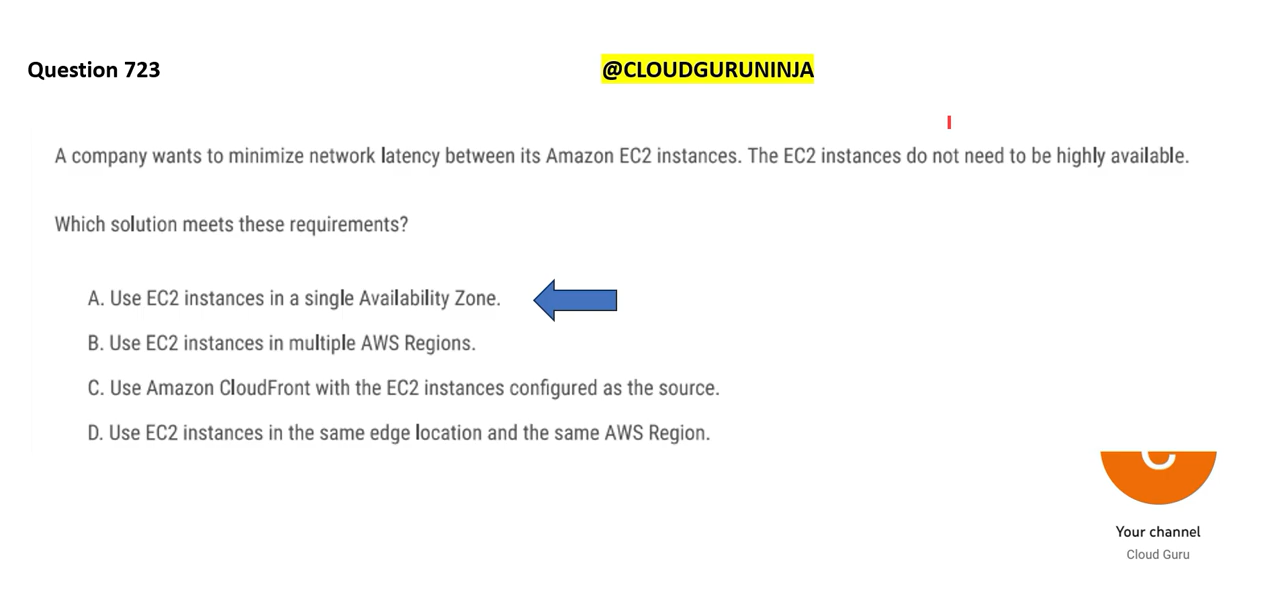 Question 723
@CLOUDGURUNINJA
A company wants to minimize network latency between its Amazon EC2 instances. The EC2 instances do not need to be highly available.
Which solution meets these requirements?
A. Use EC2 instances in a single Availability Zone.
B. Use EC2 instances in multiple AWS Regions.
C. Use Amazon CloudFront with the EC2 instances configured as the source.
D. Use EC2 instances in the same edge location and the same AWS Region.
Your channel
Cloud Guru